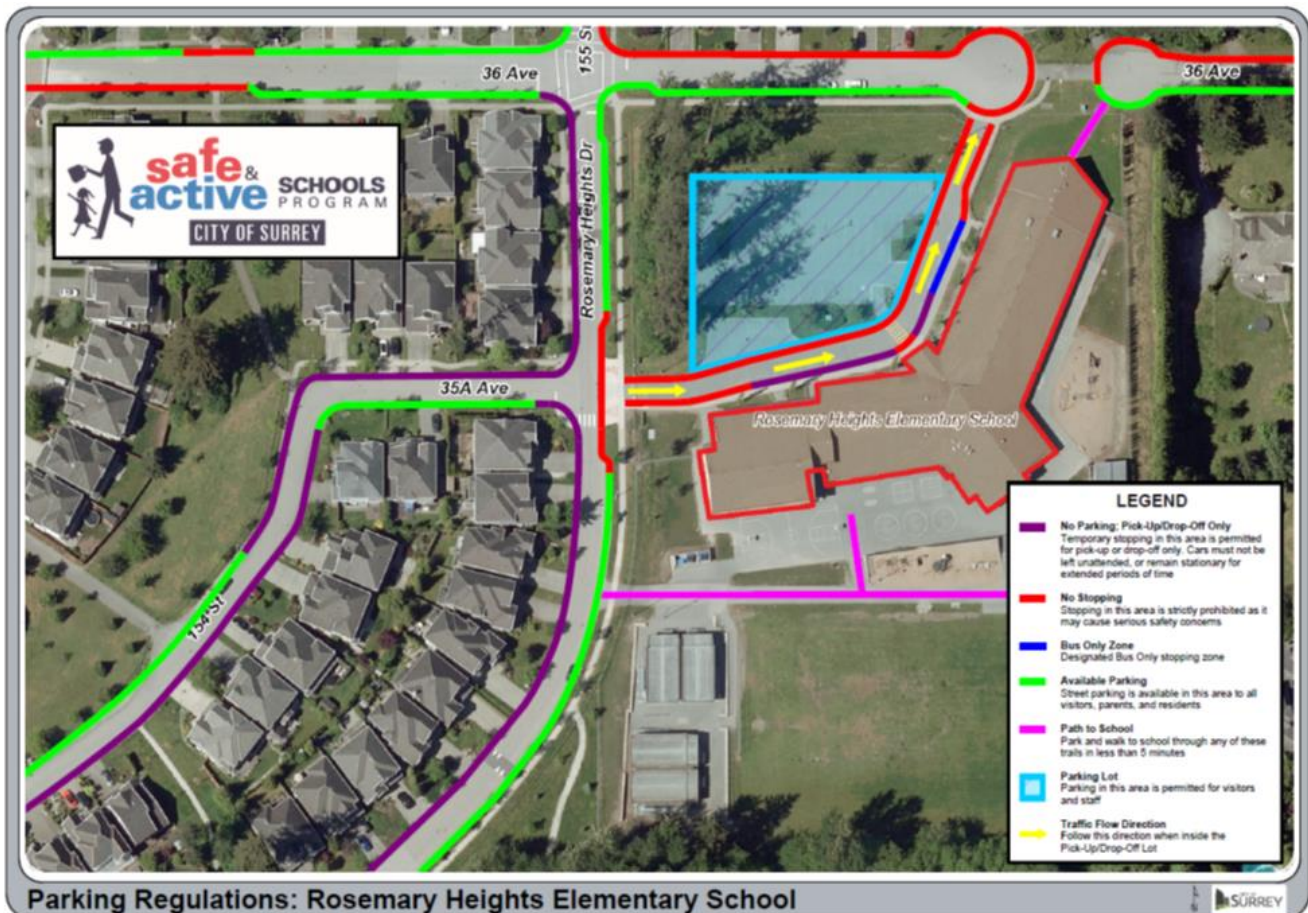 155 St
36 Ave
36 Ave
safe &
active SCHOOLS
PROGRAM
CITY OF SURREY
Rosemary Heights Dr
35A Ave
Rosemary Heights Elementary School
154 St
LEGEND
No Parking; Pick-Up/Drop-Off Only
Temporary stopping in this area is permitted
for pick-up or drop-off only. Cars must not be
left unattended, or remain stationary for
extended periods of time
No Stopping
Stopping in this area is strictly prohibited as it
may cause serious safety concerns
Bus Only Zone
Designated Bus Only stopping zone
Available Parking
Street parking is available in this area to all
visitors, parents, and residents
Path to School
Park and walk to school through any of these
trails in less than 5 minutes
Parking Lot
Parking in this area is permitted for visitors
and staff
Traffic Flow Direction
Follow this direction when inside the
Pick-Up/Drop-Off Lot
Parking Regulations: Rosemary Heights Elementary School
SURREY